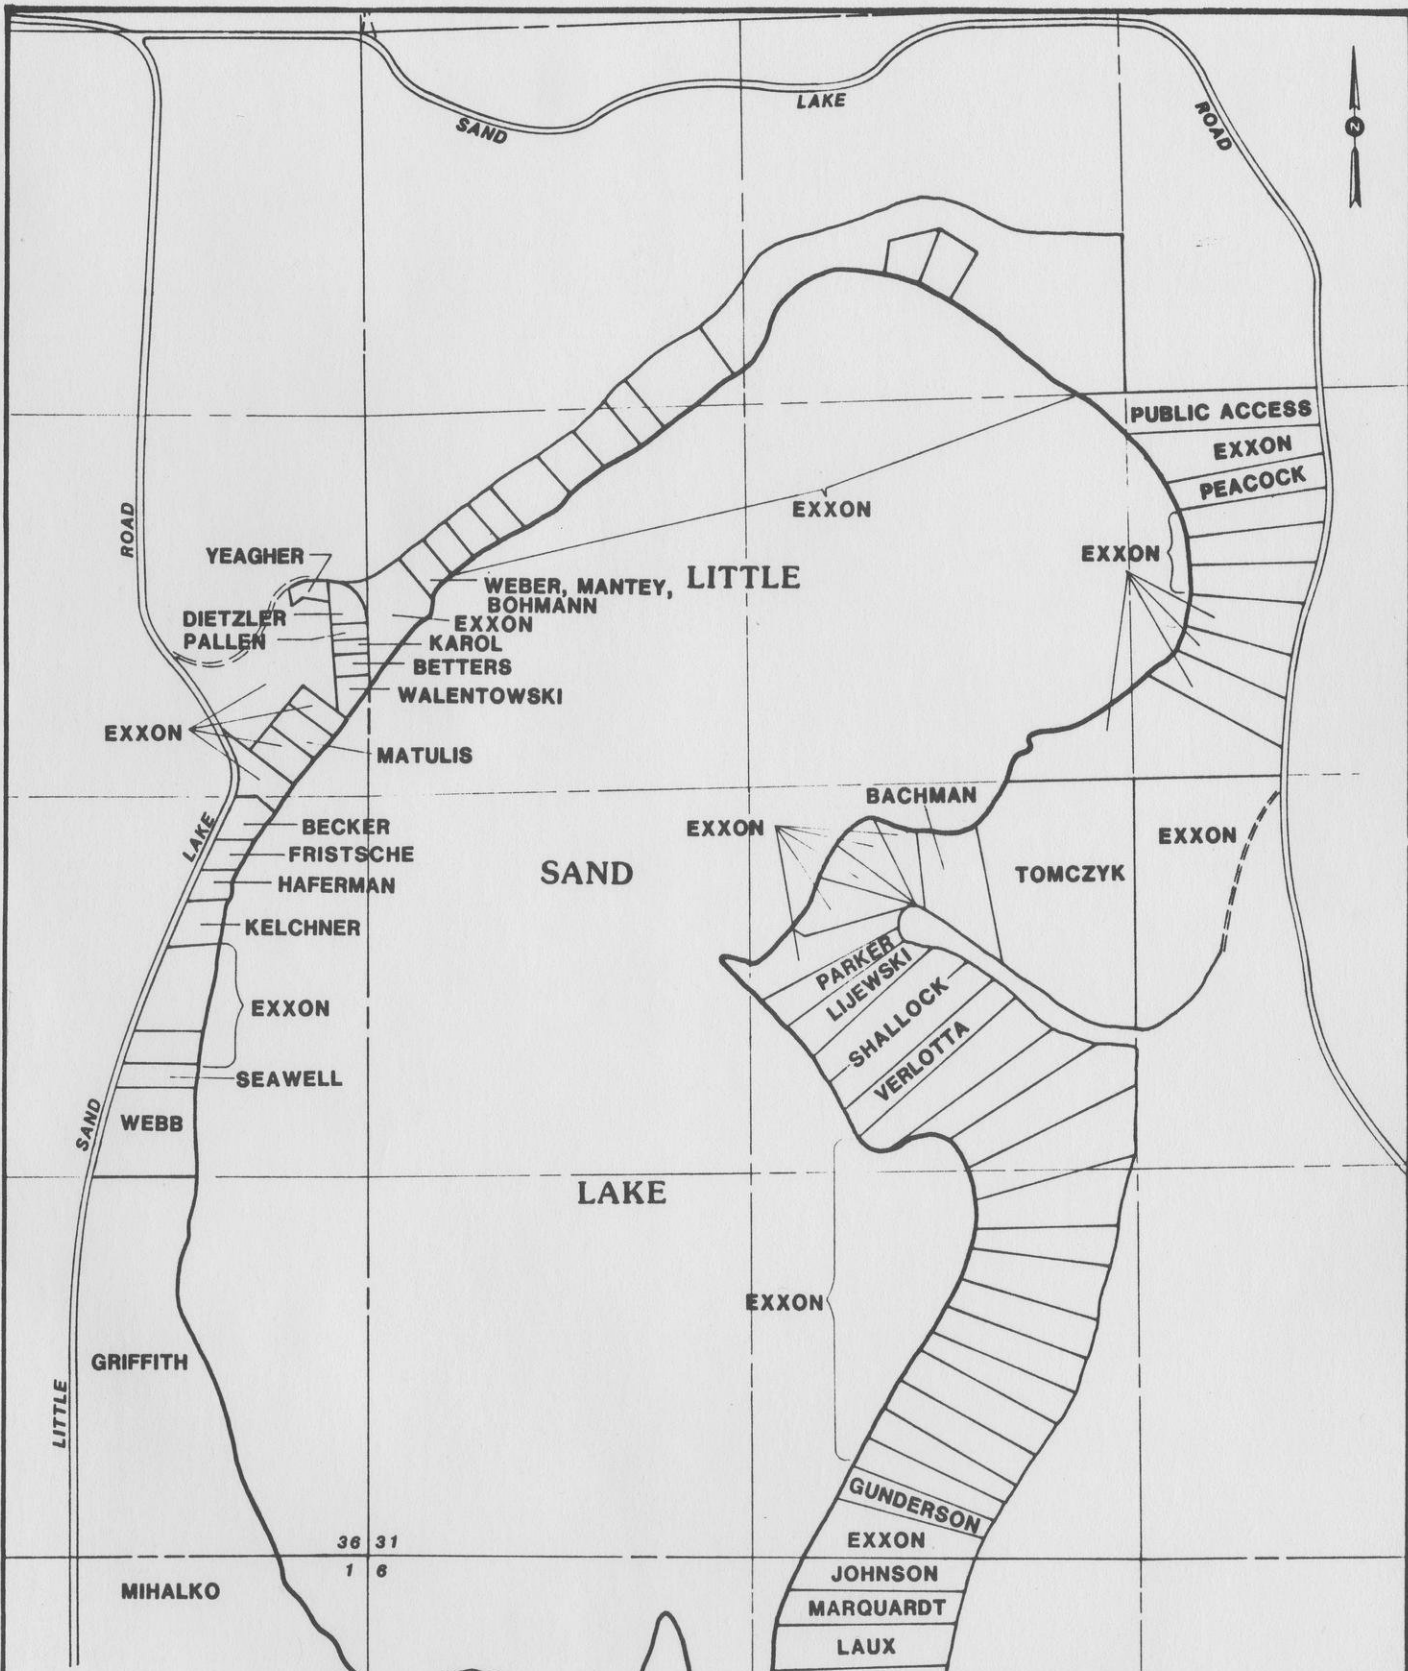 LAKE
SAND
ROAD
N
PUBLIC ACCESS
EXXON
PEACOCK
EXXON
ROAD
EXXON
YEAGHER
WEBER, MANTEY,
BOHMANN
LITTLE
DIETZLER
EXXON
PALLEN
KAROL
BETTERS
WALENTOWSKI
EXXON
MATULIS
BACHMAN
BECKER
EXXON
EXXON
LAKE
FRISTSCHE
SAND
TOMCZYK
HAFERMAN
KELCHNER
PARKER
LIJEWSKI
EXXON
SHALLOCK
VERLOTTA
SEAWELL
SAND
WEBB
LAKE
EXXON
GRIFFITH
LITTLE
GUNDERSON
36 31
EXXON
1 6
JOHNSON
MIHALKO
MARQUARDT
LAUX